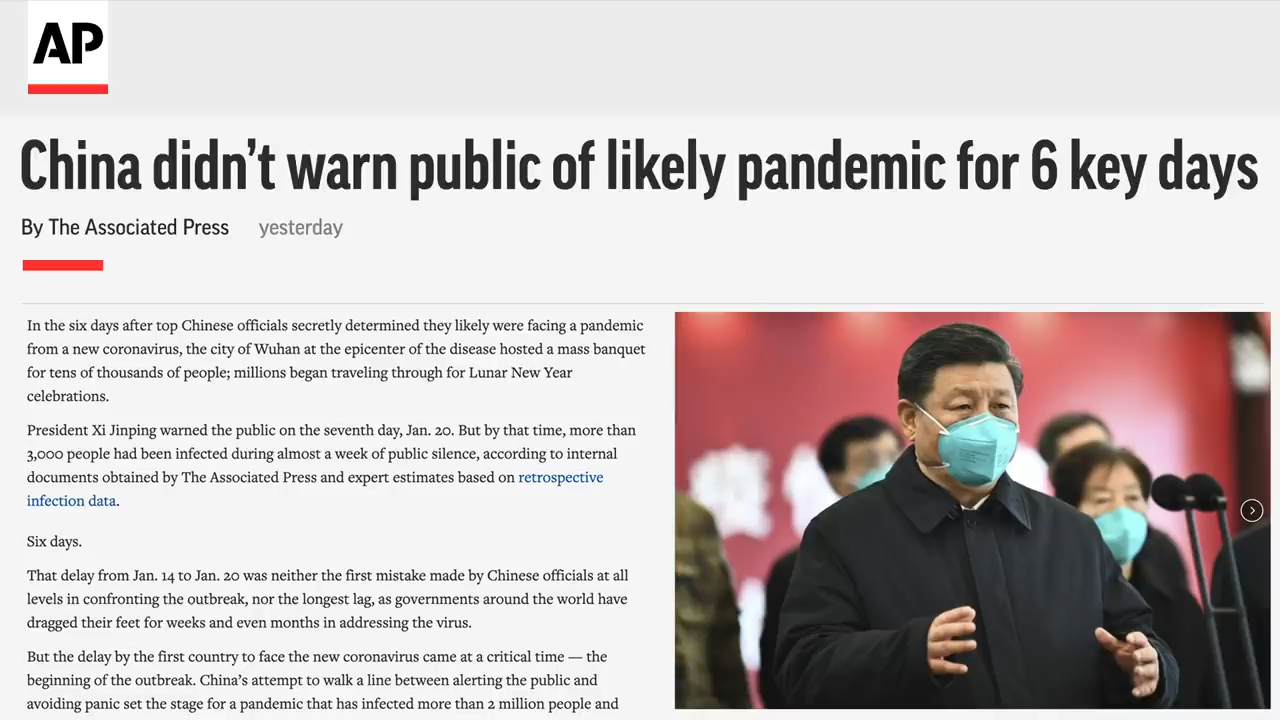 AP
China didn't warn public of likely pandemic for 6 key days
By The Associated Press yesterday
In the six days after top Chinese officials secretly determined they likely were facing a pandemic
from a new coronavirus, the city of Wuhan at the epicenter of the disease hosted a mass banquet
for tens of thousands of people; millions began traveling through for Lunar New Year
celebrations.
President Xi Jinping warned the public on the seventh day, Jan. 20. But by that time, more than
3,000 people had been infected during almost a week of public silence, according to internal
documents obtained by The Associated Press and expert estimates based on retrospective
infection data.
Six days.
That delay from Jan. 14 to Jan. 20 was neither the first mistake made by Chinese officials at all
levels in confronting the outbreak, nor the longest lag, as governments around the world have
dragged their feet for weeks and even months in addressing the virus.
But the delay by the first country to face the new coronavirus came at a critical time — the
beginning of the outbreak. China's attempt to walk a line between alerting the public and
avoiding panic set the stage for a pandemic that has infected more than 2 million people and